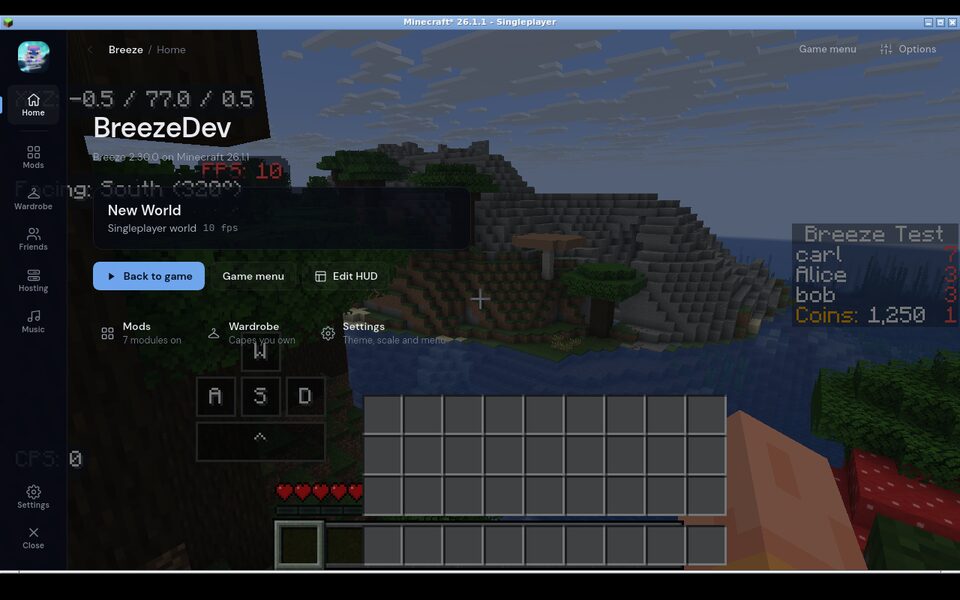 Minecraft* 26.1.1 - Singleplayer
Breeze / Home
Game menu
Options
Home
-0.5 / 77.0 / 0.5
BreezeDev
Breeze 2.30.0 on Minecraft 26.1.1
FPS: 10
Mods
Facing: South (320°)
Wardrobe
New World
Singleplayer world 10 fps
Friends
Breeze Test
carl 7
Alice 3
bob 3
Coins: 1,250 1
Hosting
Back to game
Game menu
Edit HUD
Music
Mods
7 modules on
Wardrobe
Capes you own
Settings
Theme, scale and menu
W
A S D
^
CPS: 0
Settings
Close